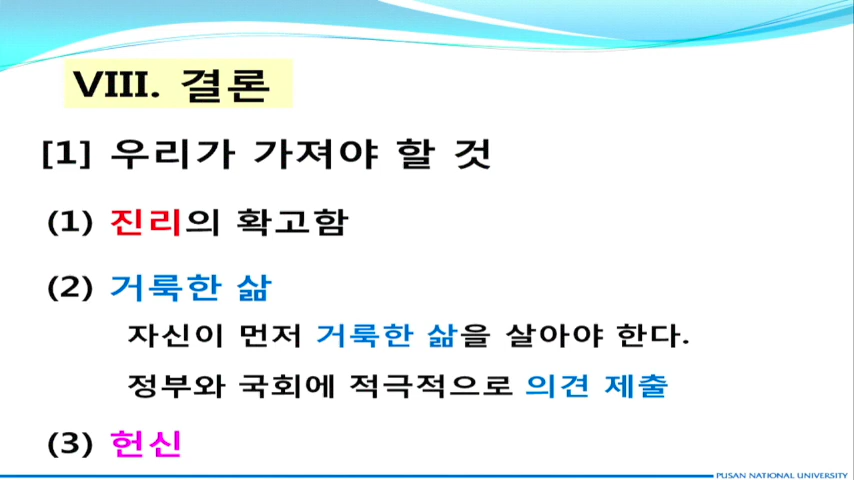 VIII. 결론
[1] 우리가 가져야 할 것
(1) 진리의 확고함
(2) 거룩한 삶
자신이 먼저 거룩한 삶을 살아야 한다.
정부와 국회에 적극적으로 의견 제출
(3) 헌신
PUSAN NATIONAL UNIVERSITY